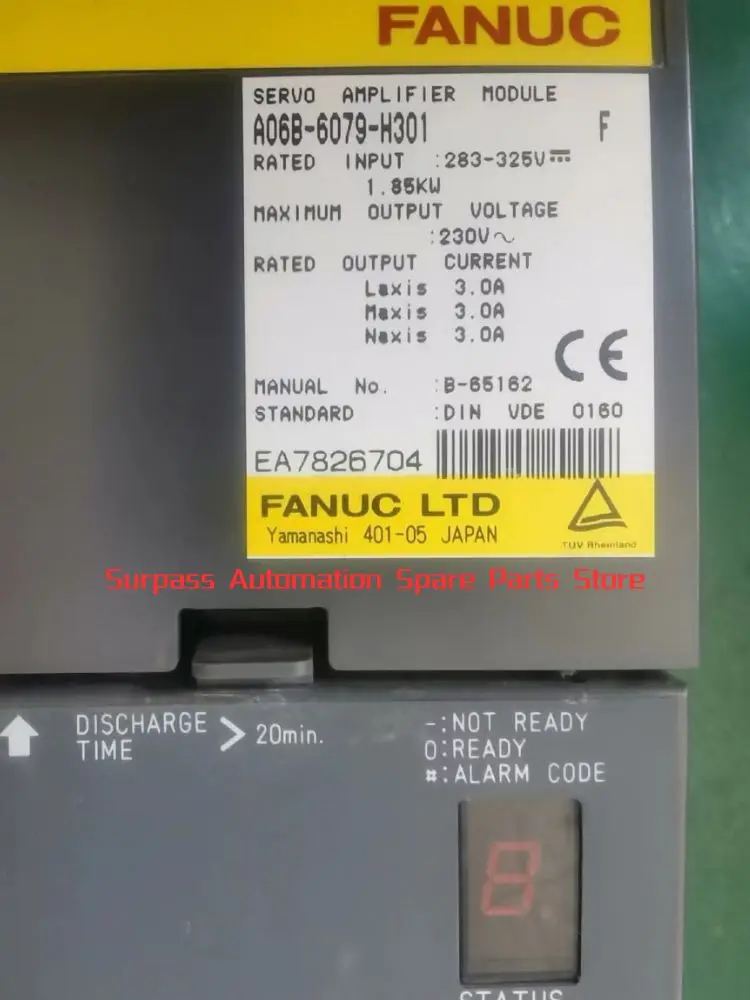 FANUC
SERVO AMPLIFIER MODULE
A06B-6079-H301 F
RATED INPUT :283-325V⎓
1.85KW
MAXIMUM OUTPUT VOLTAGE
:230V～
RATED OUTPUT CURRENT
Laxis 3.0A
Maxis 3.0A
Naxis 3.0A
CE
MANUAL No. :B-65162
STANDARD :DIN VDE 0160
EA7826704
FANUC LTD
Yamanashi 401-05 JAPAN
TÜV Rheinland
Surpass Automation Spare Parts Store
DISCHARGE TIME > 20min.
-:NOT READY
0:READY
#:ALARM CODE
8
STATUS